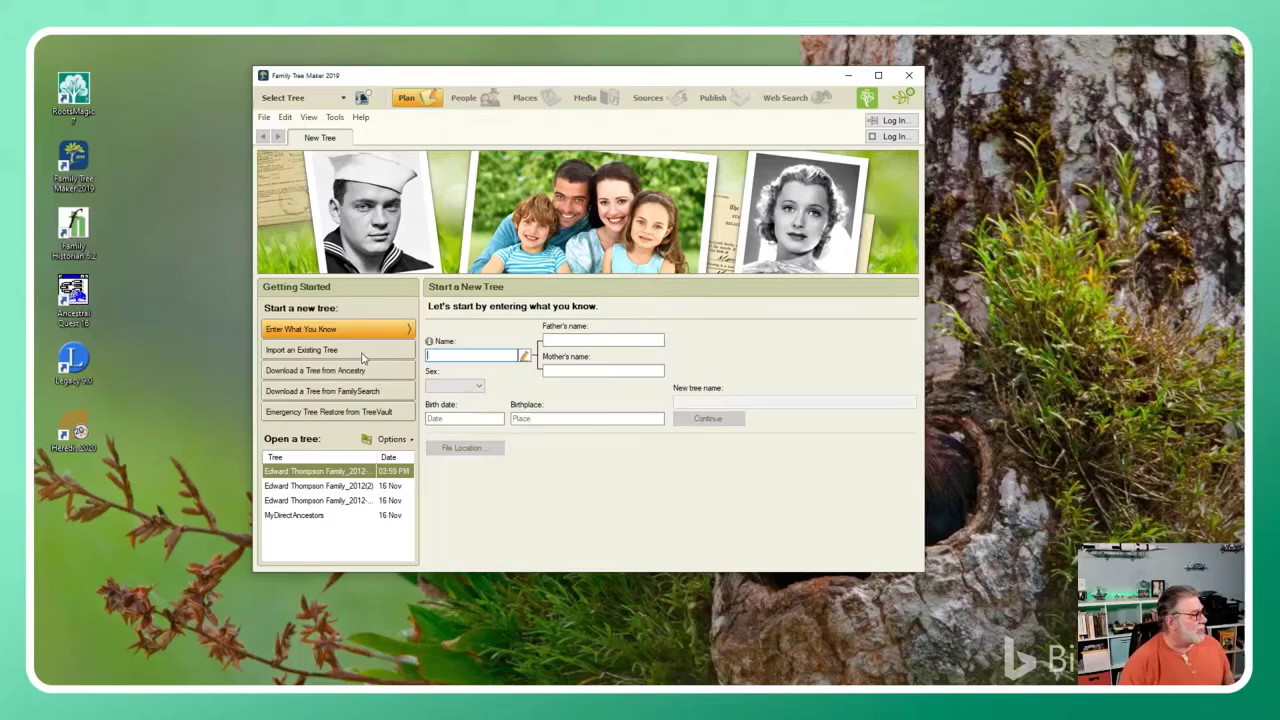 RootsMagic
7
Family Tree
Maker 2019
Family
Historian 6.2
Ancestral
Quest 16
Legacy 9.0
Heredis 2020
Family Tree Maker 2019
Select Tree
Plan
People
Places
Media
Sources
Publish
Web Search
File
Edit
View
Tools
Help
Log In...
Log In...
New Tree
Getting Started
Start a new tree:
Enter What You Know
Import an Existing Tree
Download a Tree from Ancestry
Download a Tree from FamilySearch
Emergency Tree Restore from TreeVault
Open a tree:
Options
Tree
Date
Edward Thompson Family_2012-...
03:59 PM
Edward Thompson Family_2012(2)
16 Nov
Edward Thompson Family_2012-...
16 Nov
MyDirectAncestors
16 Nov
Start a New Tree
Let's start by entering what you know.
Name:
Father's name:
Mother's name:
Sex:
Birth date:
Date
Birthplace:
Place
New tree name:
Continue
File Location ...
Bi